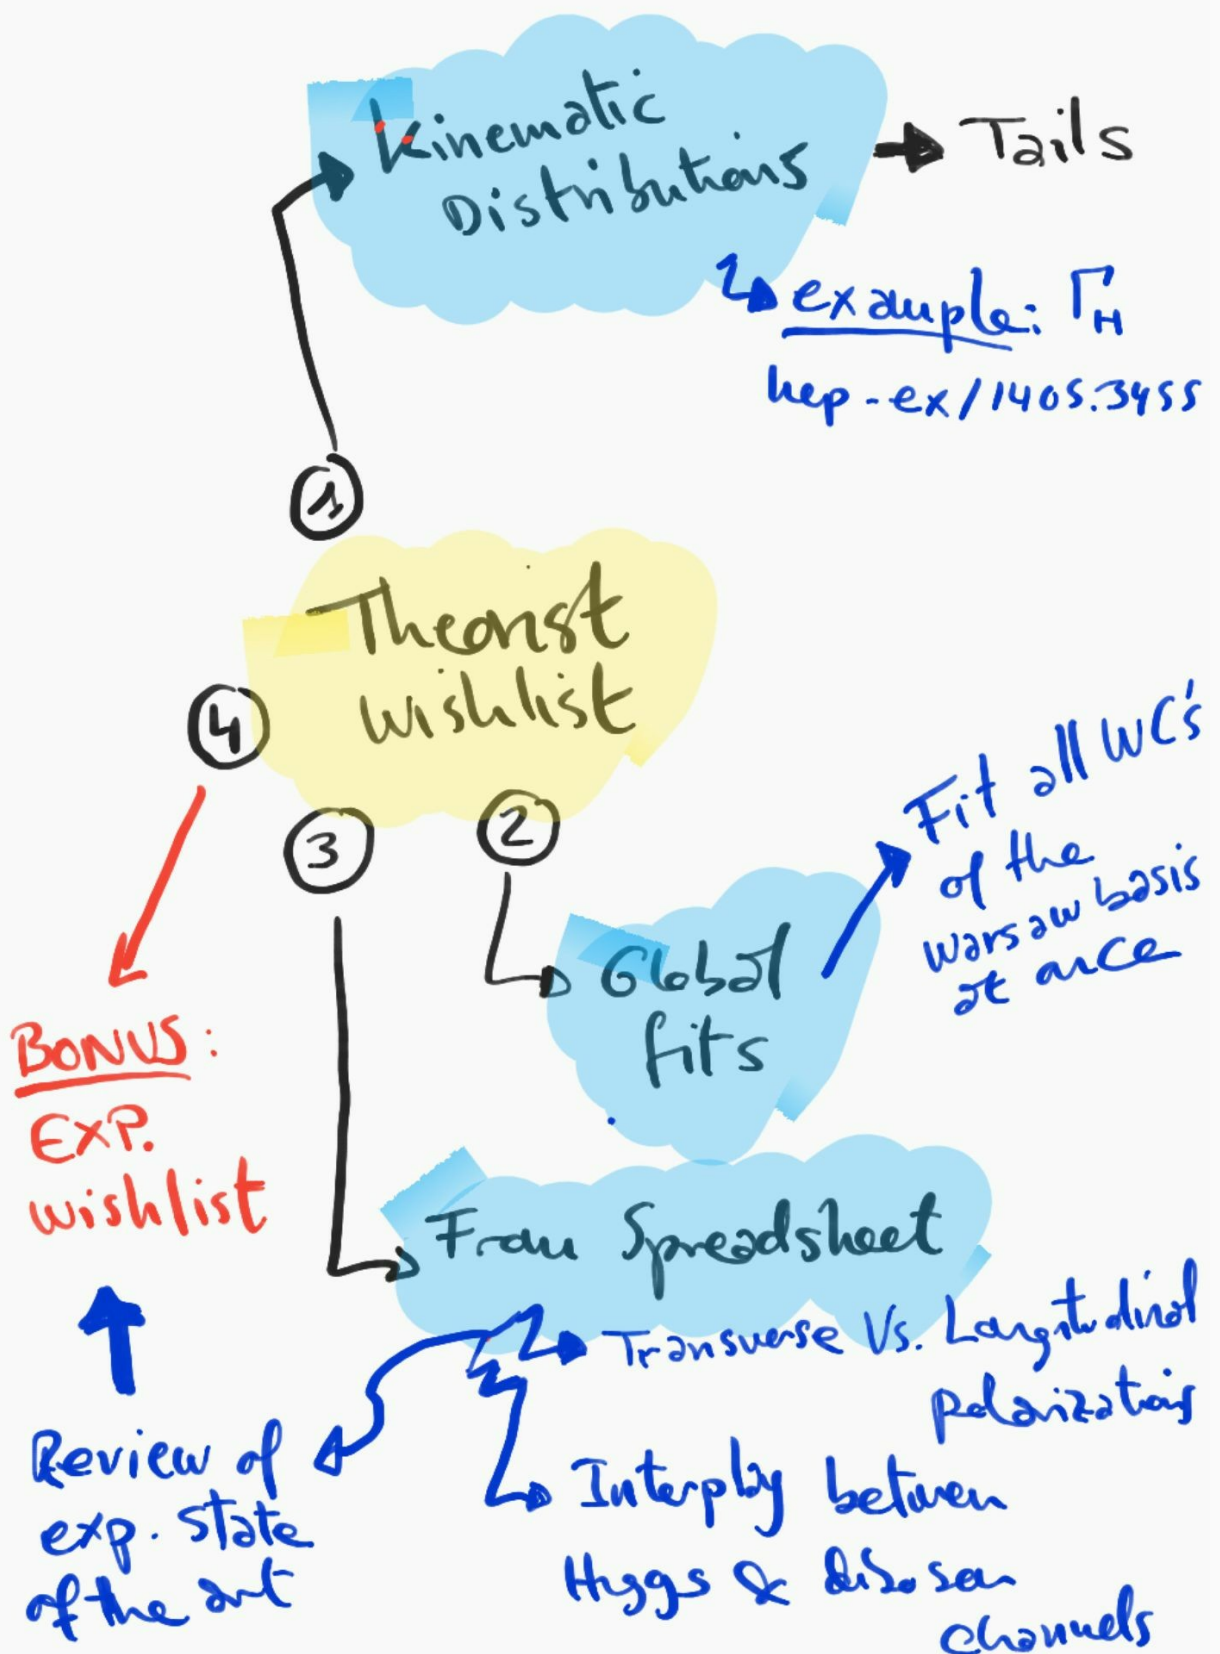 Kinematic
Distributions
Tails
example: Γ_H
hep-ex/1405.3455
1
Theorist
wishlist
4
3
2
Fit all WC's
of the
warsaw basis
at once
Global
fits
BONUS:
EXP.
wishlist
From Spreadsheet
Transverse Vs. Longitudinal
polarizations
Review of
exp. state
of the art
Interplay between
Higgs & diboson
channels